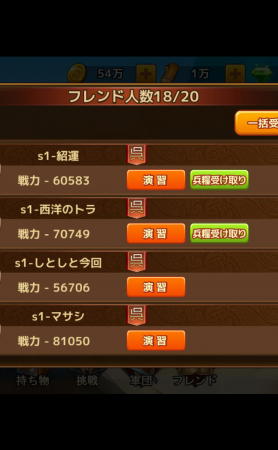 54万 1万
フレンド人数18/20
一括受
s1-紹運 呉
戦力 - 60583 演習 兵糧受け取り
s1-西洋のトラ 呉
戦力 - 70749 演習 兵糧受け取り
s1-しとしと今回 呉
戦力 - 56706 演習
s1-マサシ 呉
戦力 - 81050 演習
持ち物 挑戦 軍団 フレンド